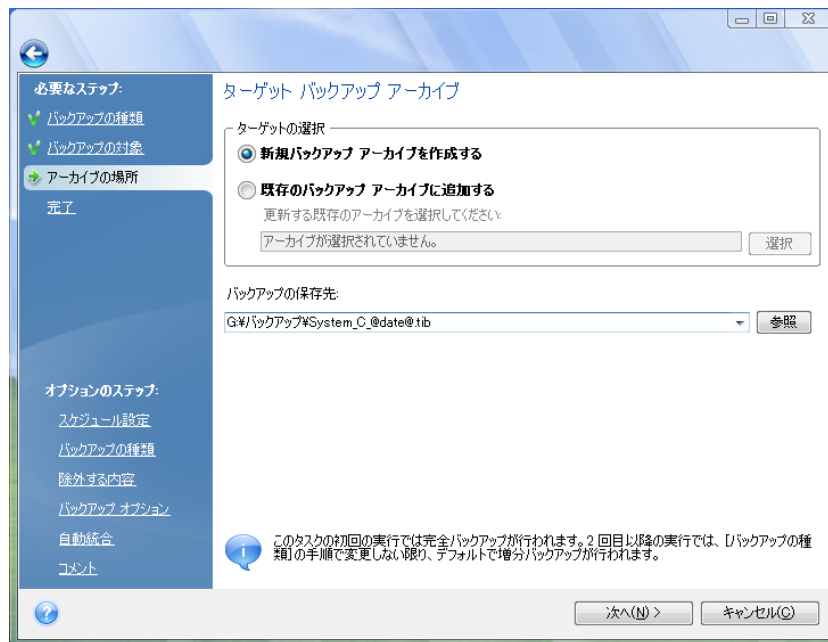 必要なステップ:
バックアップの種類
バックアップの対象
アーカイブの場所
完了
オプションのステップ:
スケジュール設定
バックアップの種類
除外する内容
バックアップ オプション
自動統合
コメント
ターゲット バックアップ アーカイブ
ターゲットの選択
新規バックアップ アーカイブを作成する
既存のバックアップ アーカイブに追加する
更新する既存のアーカイブを選択してください:
アーカイブが選択されていません。
選択
バックアップの保存先:
G:¥バックアップ¥System_C_@date@.tib
参照
このタスクの初回の実行では完全バックアップが行われます。2 回目以降の実行では、[バックアップの種
類]の手順で変更しない限り、デフォルトで増分バックアップが行われます。
次へ(N) >
キャンセル(C)